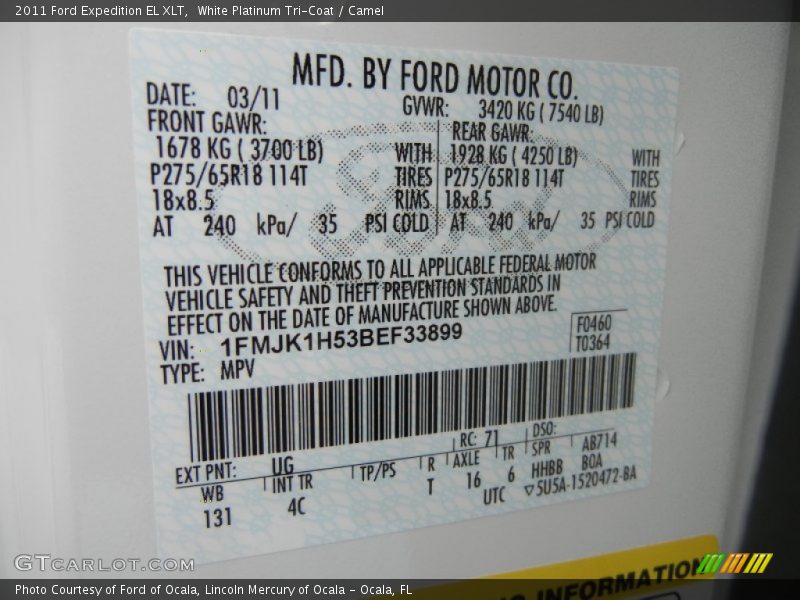 2011 Ford Expedition EL XLT, White Platinum Tri-Coat / Camel
MFD. BY FORD MOTOR CO.
DATE: 03/11 GVWR: 3420 KG ( 7540 LB)
FRONT GAWR: REAR GAWR:
1678 KG ( 3700 LB) WITH 1928 KG ( 4250 LB) WITH
P275/65R18 114T TIRES P275/65R18 114T TIRES
18x8.5 RIMS 18x8.5 RIMS
AT 240 kPa/ 35 PSI COLD AT 240 kPa/ 35 PSI COLD
THIS VEHICLE CONFORMS TO ALL APPLICABLE FEDERAL MOTOR
VEHICLE SAFETY AND THEFT PREVENTION STANDARDS IN
EFFECT ON THE DATE OF MANUFACTURE SHOWN ABOVE.
VIN: 1FMJK1H53BEF33899 F0460
TYPE: MPV T0364
EXT PNT: UG RC: 71 DSO:
WB INT TR TP/PS R AXLE TR SPR AB714
131 4C T 16 6 HHBB BOA
UTC ▽5U5A-1520472-BA
INFORMATION
GTCARLOT.COM
Photo Courtesy of Ford of Ocala, Lincoln Mercury of Ocala - Ocala, FL